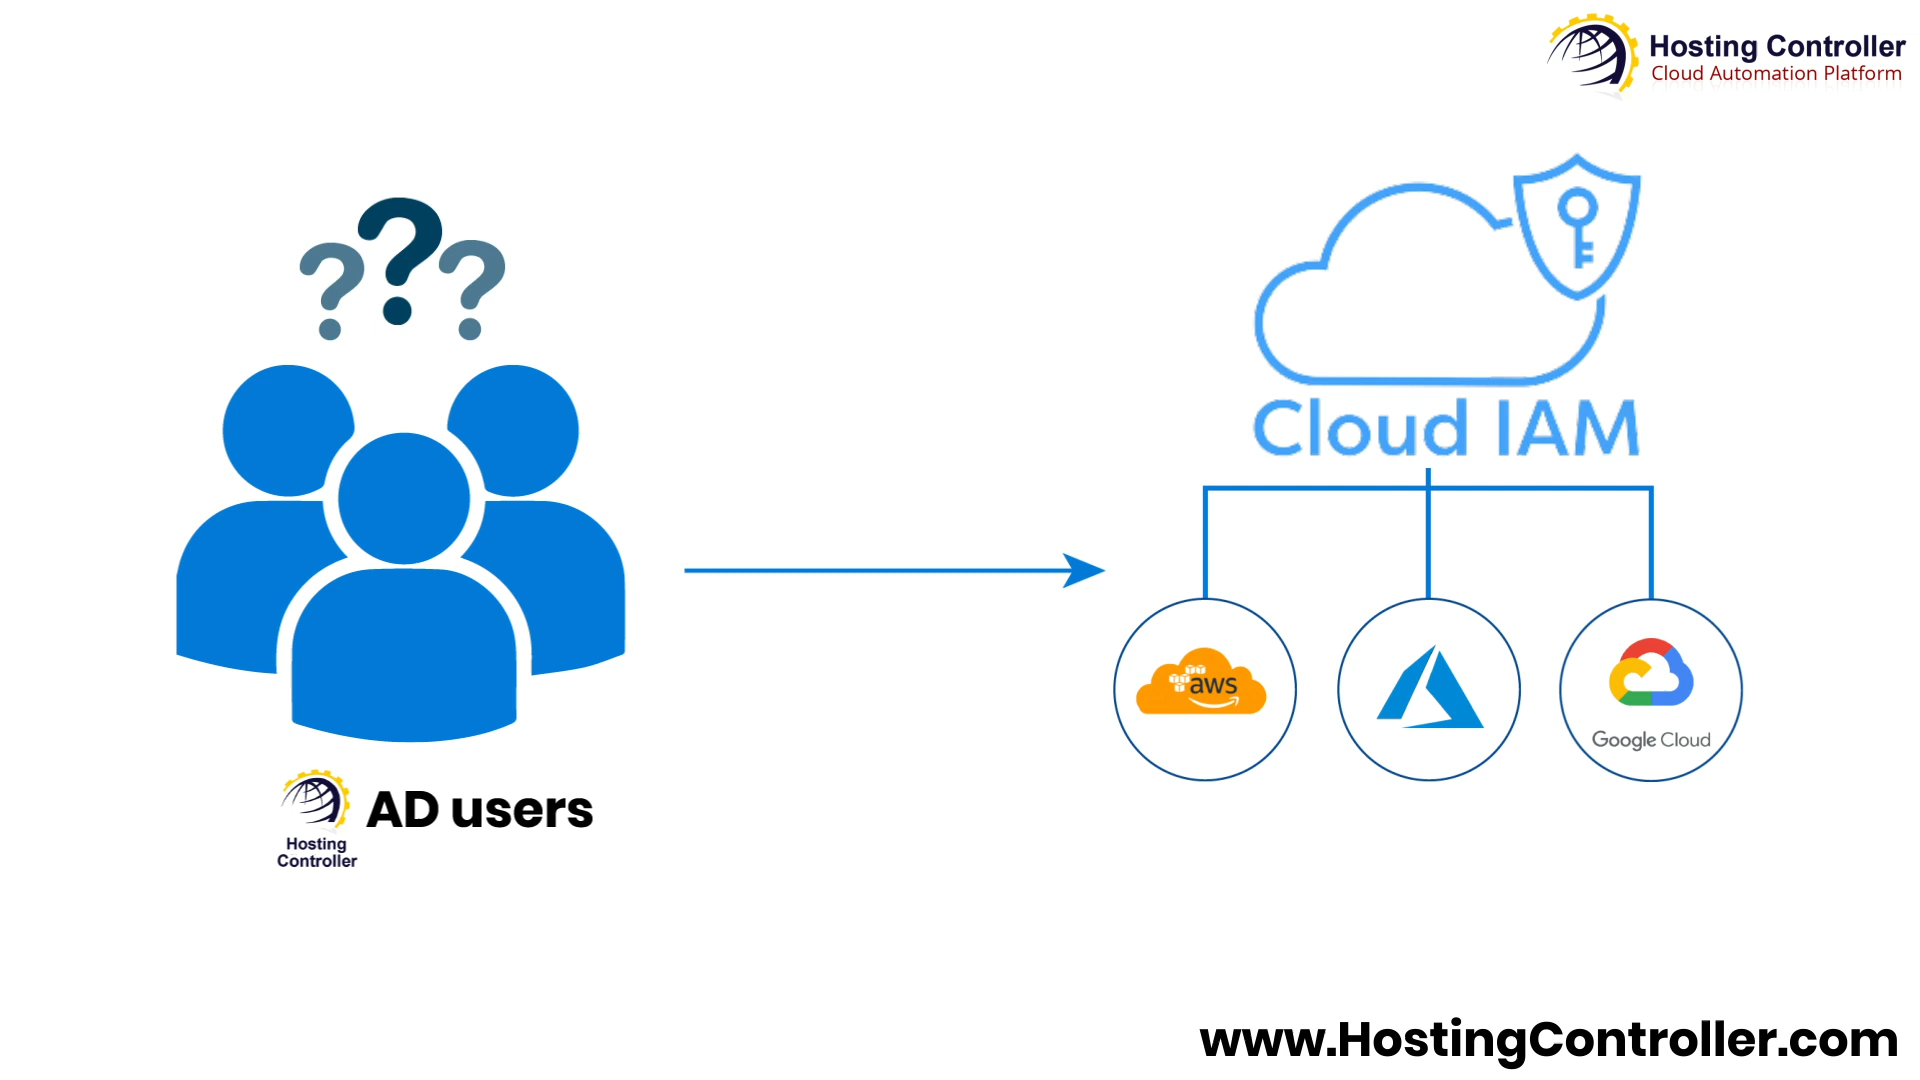 Hosting Controller
Cloud Automation Platform
???
Cloud IAM
aws
Google Cloud
Hosting
Controller
AD users
www.HostingController.com